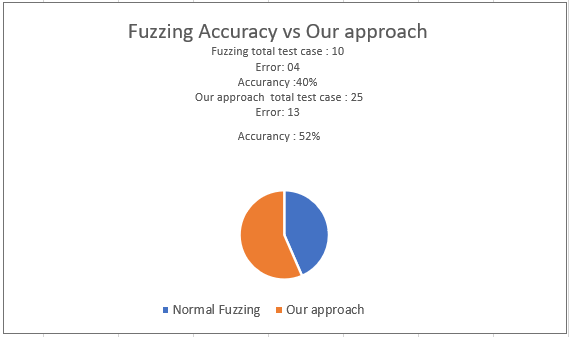 Fuzzing Accuracy vs Our approach
Fuzzing total test case : 10
Error: 04
Accurancy :40%
Our approach  total test case : 25
Error: 13
Accurancy : 52%
Normal Fuzzing
Our approach